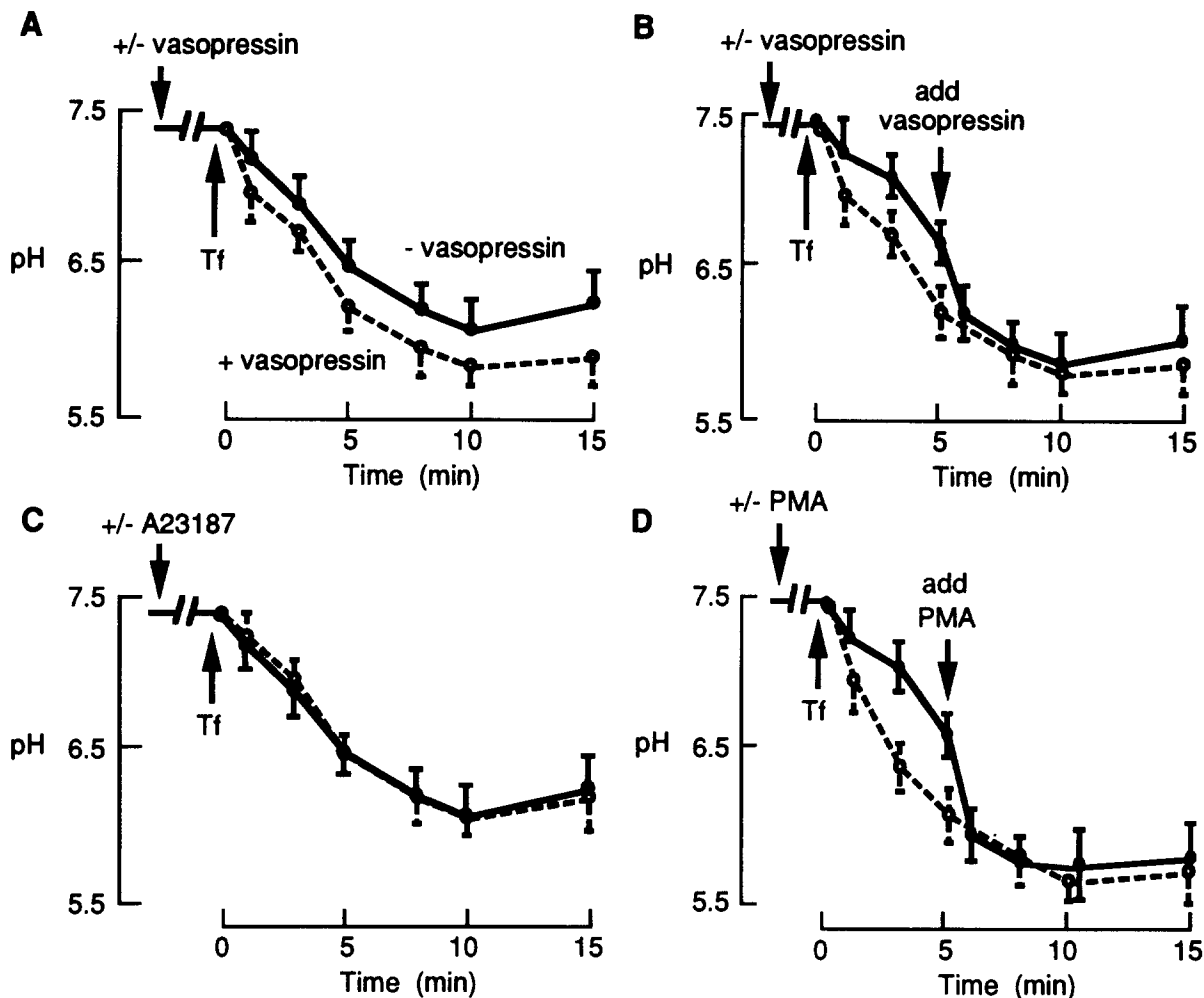 A
+/- vasopressin
7.5
Tf
- vasopressin
pH 6.5
+ vasopressin
5.5
0 5 10 15
Time (min)
B
+/- vasopressin
add
vasopressin
7.5
Tf
pH 6.5
5.5
0 5 10 15
Time (min)
C
+/- A23187
7.5
Tf
pH 6.5
5.5
0 5 10 15
Time (min)
D
+/- PMA
add
PMA
7.5
Tf
pH 6.5
5.5
0 5 10 15
Time (min)